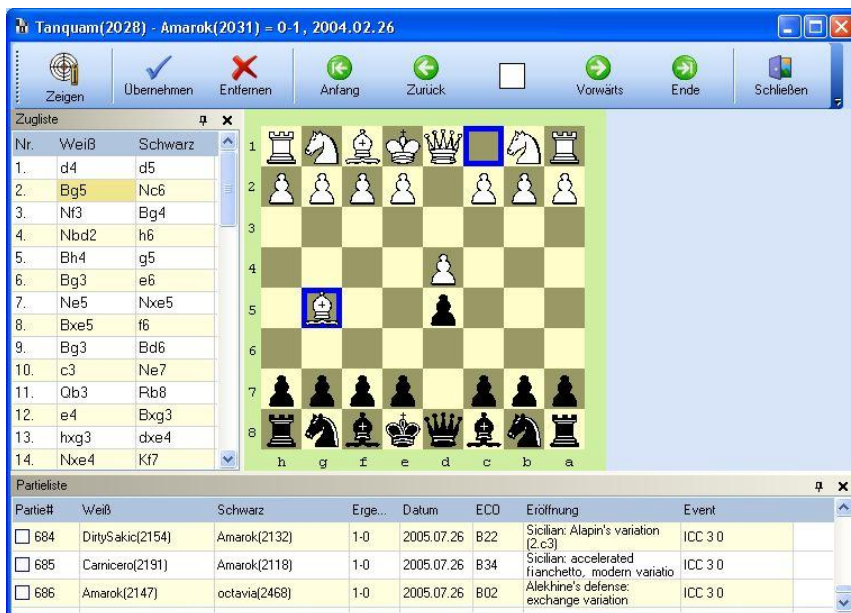 Tanquam(2028) - Amarok(2031) = 0-1, 2004.02.26
Zeigen Übernehmen Entfernen Anfang Zurück Vorwärts Ende Schließen
Zugliste
Nr. Weiß Schwarz
1. d4 d5
2. Bg5 Nc6
3. Nf3 Bg4
4. Nbd2 h6
5. Bh4 g5
6. Bg3 e6
7. Ne5 Nxe5
8. Bxe5 f6
9. Bg3 Bd6
10. c3 Ne7
11. Qb3 Rb8
12. e4 Bxg3
13. hxg3 dxe4
14. Nxe4 Kf7
1
2
3
4
5
6
7
8
h g f e d c b a
Partieliste
Partie# Weiß Schwarz Erge... Datum ECO Eröffnung Event
684 DirtySakic(2154) Amarok(2132) 1-0 2005.07.26 B22 Sicilian: Alapin's variation (2.c3) ICC 3 0
685 Carnicero(2191) Amarok(2118) 1-0 2005.07.26 B34 Sicilian: accelerated fianchetto, modern variatio ICC 3 0
686 Amarok(2147) octavia(2468) 1-0 2005.07.26 B02 Alekhine's defense: exchange variation ICC 3 0